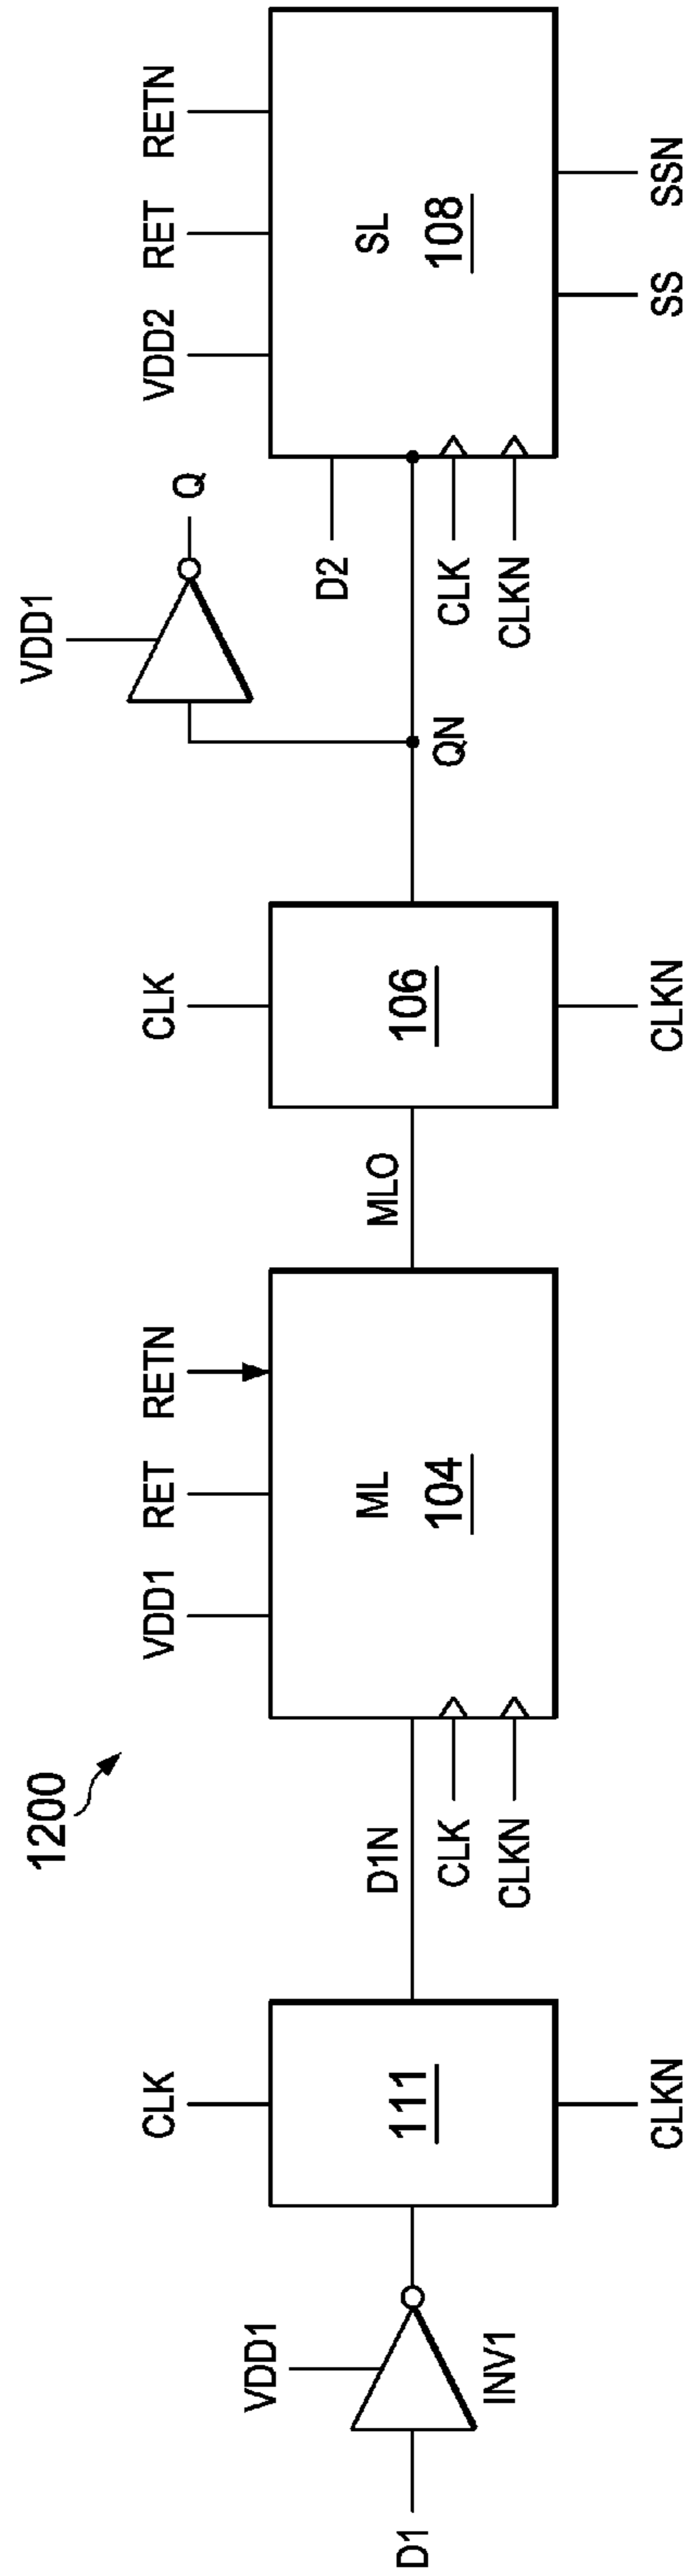 1200
D1
VDD1
INV1
CLK
111
CLKN
D1N
CLK
CLKN
VDD1
RET
RETN
ML
104
MLO
CLK
106
CLKN
QN
VDD1
Q
D2
CLK
CLKN
VDD2
RET
RETN
SL
108
SS
SSN